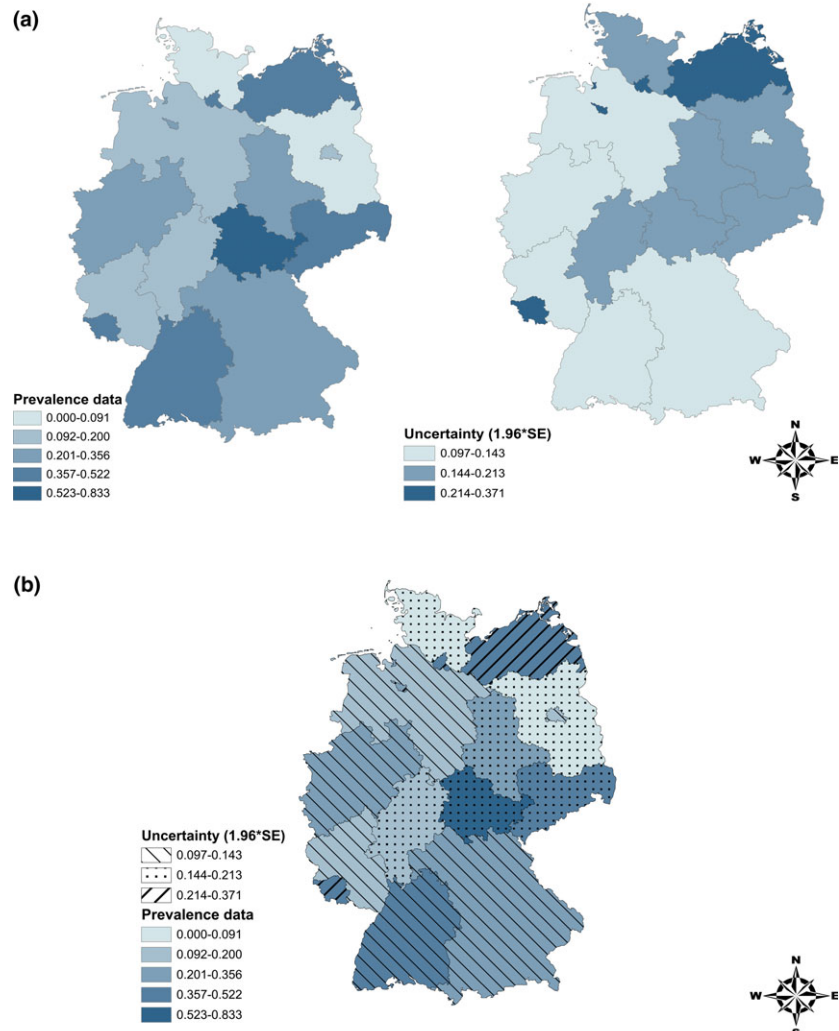 (a)
Prevalence data
0.000-0.091
0.092-0.200
0.201-0.356
0.357-0.522
0.523-0.833
Uncertainty (1.96*SE)
0.097-0.143
0.144-0.213
0.214-0.371
N
W E
S
(b)
Uncertainty (1.96*SE)
0.097-0.143
0.144-0.213
0.214-0.371
Prevalence data
0.000-0.091
0.092-0.200
0.201-0.356
0.357-0.522
0.523-0.833
N
W E
S